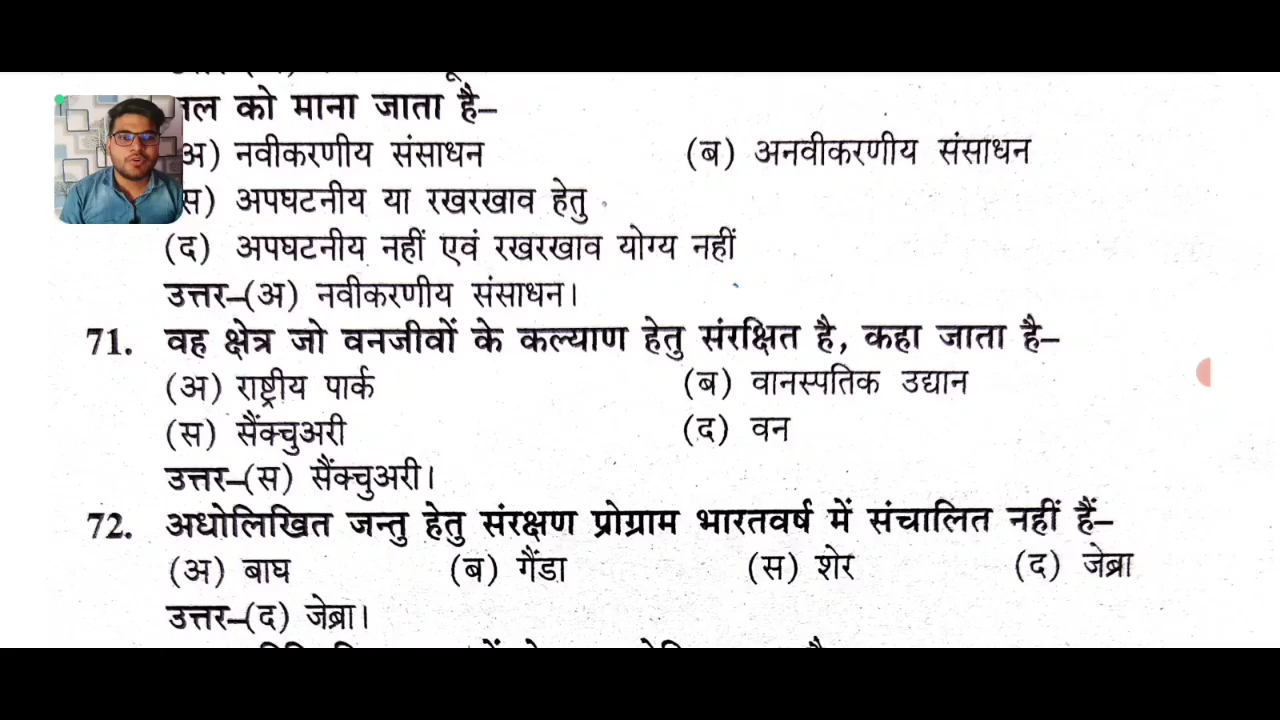 को माना जाता है–
अ) नवीकरणीय संसाधन (ब) अनवीकरणीय संसाधन
स) अपघटनीय या रखरखाव हेतु
(द) अपघटनीय नहीं एवं रखरखाव योग्य नहीं
उत्तर–(अ) नवीकरणीय संसाधन।
71. वह क्षेत्र जो वनजीवों के कल्याण हेतु संरक्षित है, कहा जाता है–
(अ) राष्ट्रीय पार्क (ब) वानस्पतिक उद्यान
(स) सैंक्चुअरी (द) वन
उत्तर–(स) सैंक्चुअरी।
72. अधोलिखित जन्तु हेतु संरक्षण प्रोग्राम भारतवर्ष में संचालित नहीं हैं–
(अ) बाघ (ब) गैंडा (स) शेर (द) जेब्रा
उत्तर–(द) जेब्रा।